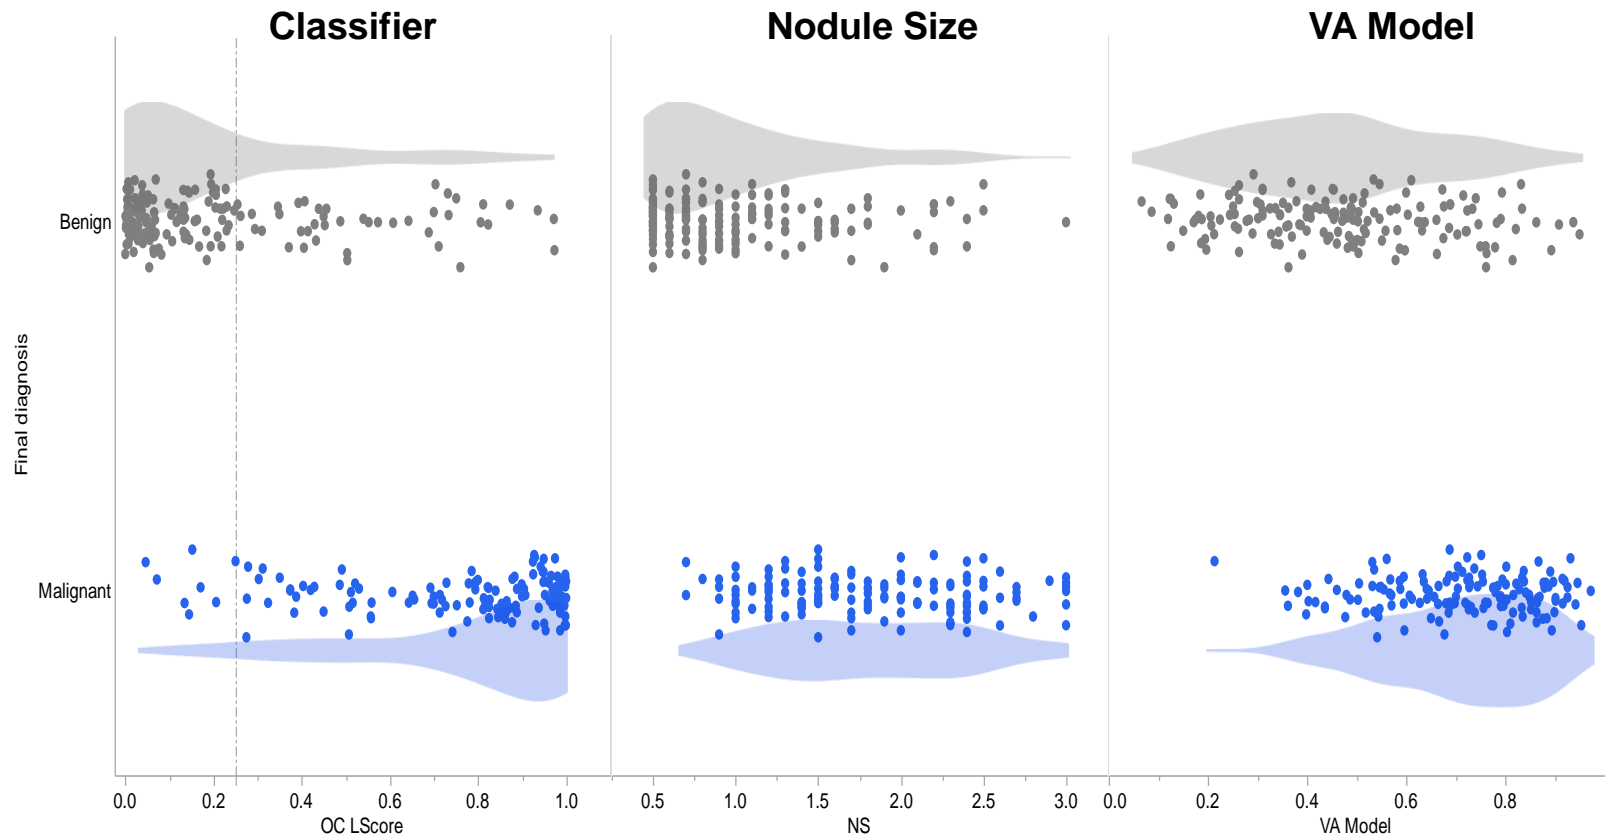 Classifier Nodule Size VA Model
Benign
Final diagnosis
Malignant
0.0 0.2 0.4 0.6 0.8 1.0 0.5 1.0 1.5 2.0 2.5 3.0 0.0 0.2 0.4 0.6 0.8
OC LScore NS VA Model